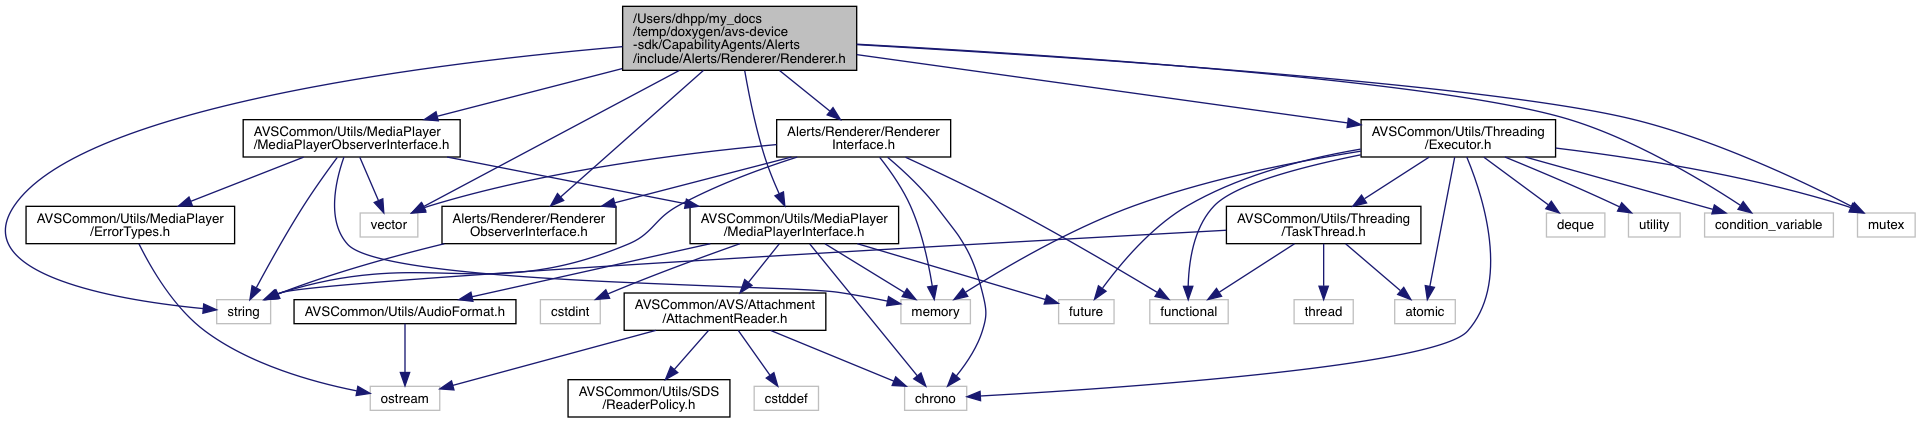 /Users/dhpp/my_docs
/temp/doxygen/avs-device
-sdk/CapabilityAgents/Alerts
/include/Alerts/Renderer/Renderer.h
AVSCommon/Utils/MediaPlayer
/MediaPlayerObserverInterface.h
Alerts/Renderer/Renderer
Interface.h
AVSCommon/Utils/Threading
/Executor.h
AVSCommon/Utils/MediaPlayer
/ErrorTypes.h
vector
Alerts/Renderer/Renderer
ObserverInterface.h
AVSCommon/Utils/MediaPlayer
/MediaPlayerInterface.h
AVSCommon/Utils/Threading
/TaskThread.h
deque
utility
condition_variable
mutex
string
AVSCommon/Utils/AudioFormat.h
cstdint
AVSCommon/AVS/Attachment
/AttachmentReader.h
memory
future
functional
thread
atomic
ostream
AVSCommon/Utils/SDS
/ReaderPolicy.h
cstddef
chrono